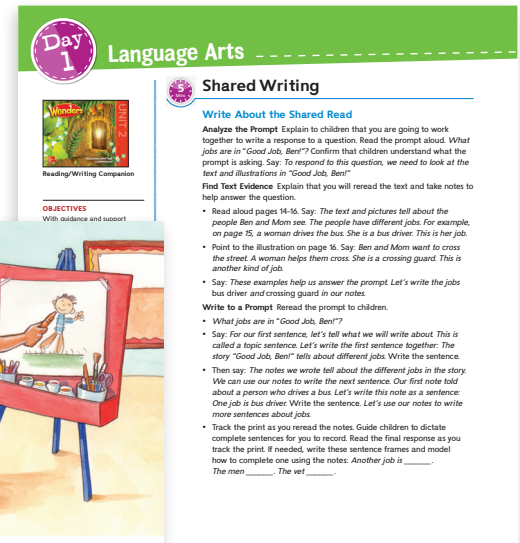 Day
1
Language Arts
5
Mins
Shared Writing
Wonders
UNIT 2
Reading/Writing Companion
OBJECTIVES
With guidance and support
Write About the Shared Read
Analyze the Prompt Explain to children that you are going to work
together to write a response to a question. Read the prompt aloud. What
jobs are in "Good Job, Ben!"? Confirm that children understand what the
prompt is asking. Say: To respond to this question, we need to look at the
text and illustrations in "Good Job, Ben!"
Find Text Evidence Explain that you will reread the text and take notes to
help answer the question.
• Read aloud pages 14–16. Say: The text and pictures tell about the
people Ben and Mom see. The people have different jobs. For example,
on page 15, a woman drives the bus. She is a bus driver. This is her job.
• Point to the illustration on page 16. Say: Ben and Mom want to cross
the street. A woman helps them cross. She is a crossing guard. This is
another kind of job.
• Say: These examples help us answer the prompt. Let's write the jobs
bus driver and crossing guard in our notes.
Write to a Prompt Reread the prompt to children.
• What jobs are in "Good Job, Ben!"?
• Say: For our first sentence, let's tell what we will write about. This is
called a topic sentence. Let's write the first sentence together: The
story "Good Job, Ben!" tells about different jobs. Write the sentence.
• Then say: The notes we wrote tell about the different jobs in the story.
We can use our notes to write the next sentence. Our first note told
about a person who drives a bus. Let's write this note as a sentence:
One job is bus driver. Write the sentence. Let's use our notes to write
more sentences about jobs.
• Track the print as you reread the notes. Guide children to dictate
complete sentences for you to record. Read the final response as you
track the print. If needed, write these sentence frames and model
how to complete one using the notes: Another job is ______.
The men ______. The vet ______.